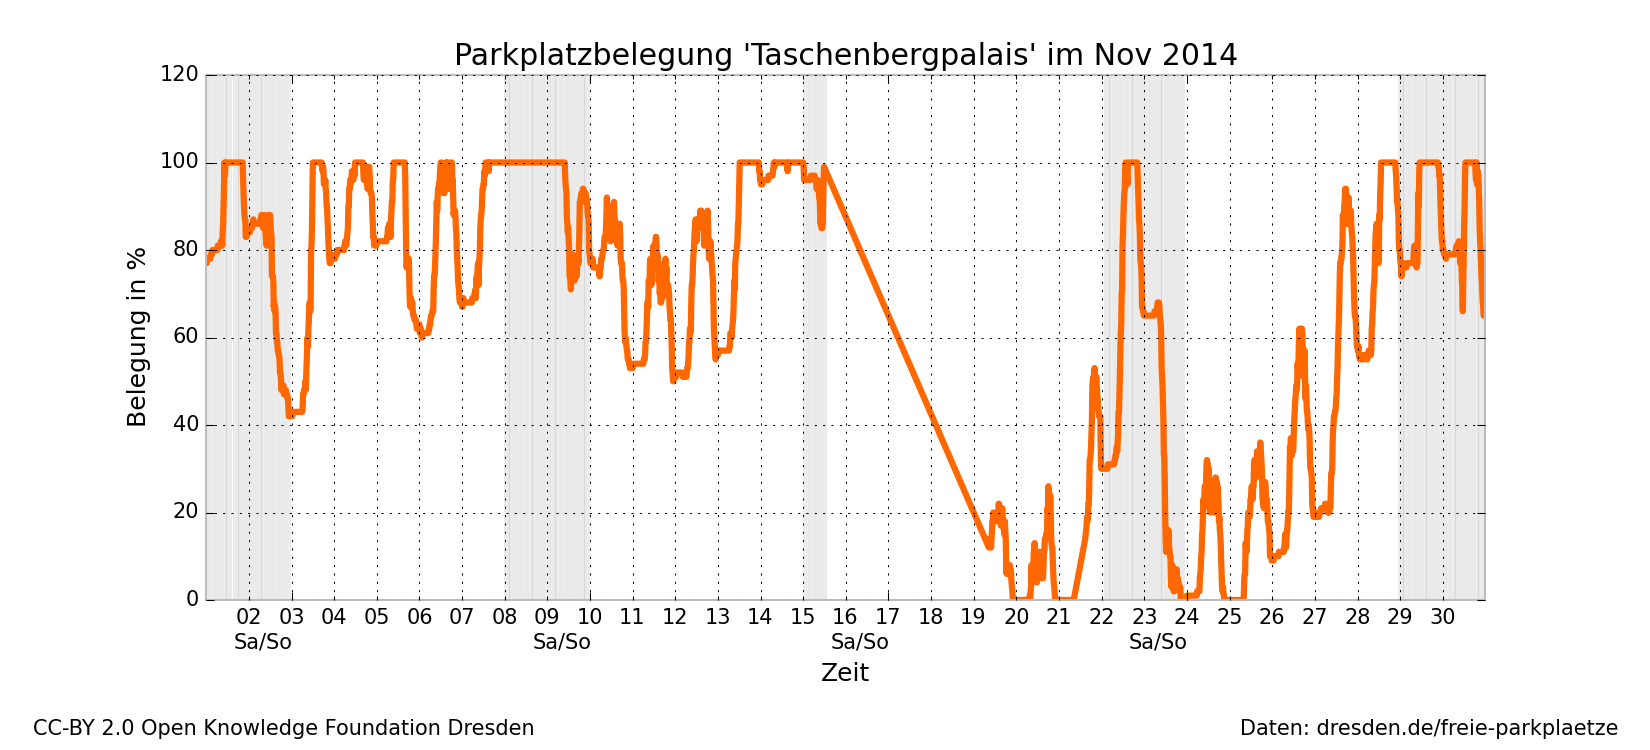 Parkplatzbelegung 'Taschenbergpalais' im Nov 2014
120
100
80
60
40
20
0
Belegung in %
02 03 04 05 06 07 08 09 10 11 12 13 14 15 16 17 18 19 20 21 22 23 24 25 26 27 28 29 30
Sa/So Sa/So Sa/So Sa/So
Zeit
CC-BY 2.0 Open Knowledge Foundation Dresden
Daten: dresden.de/freie-parkplaetze